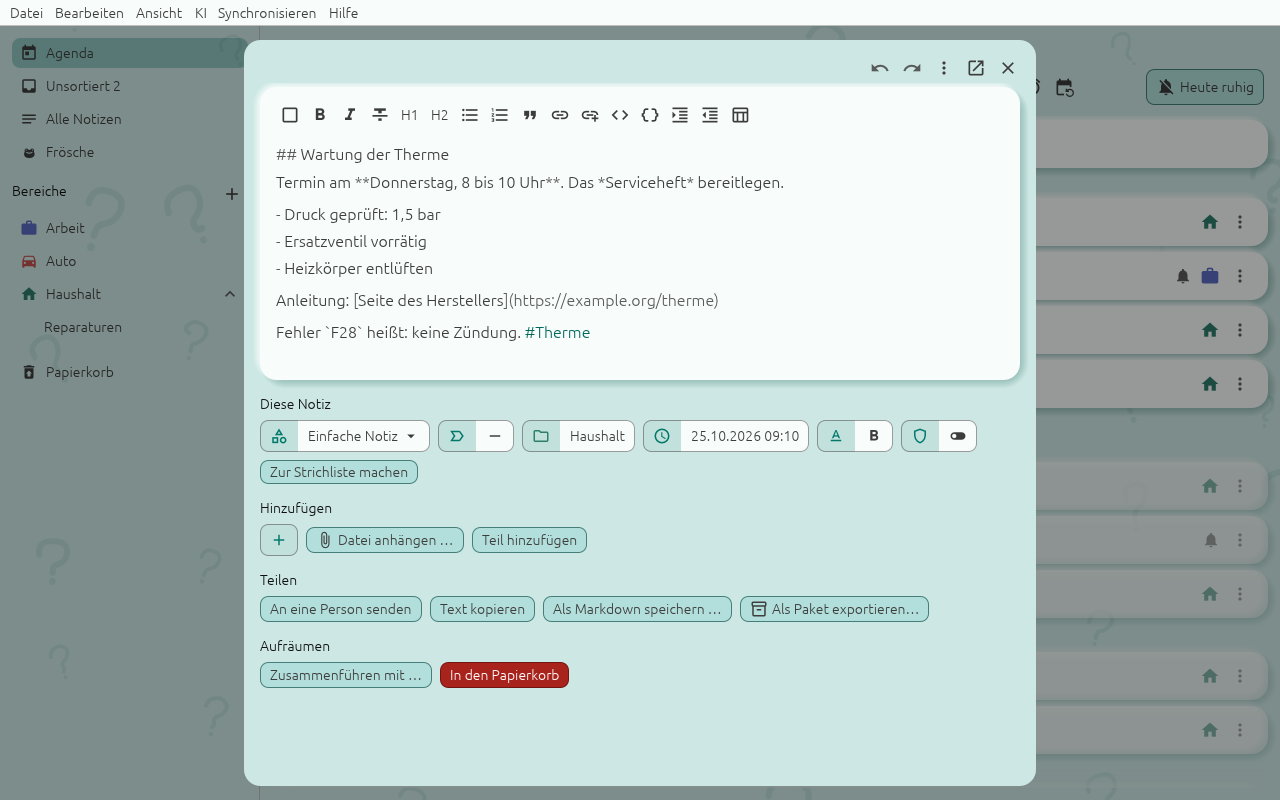 Datei Bearbeiten Ansicht KI Synchronisieren Hilfe
Agenda
Unsortiert 2
Alle Notizen
Frösche
Bereiche
Arbeit
Auto
Haushalt
Reparaturen
Papierkorb
Heute ruhig
B I H1 H2
## Wartung der Therme
Termin am **Donnerstag, 8 bis 10 Uhr**. Das *Serviceheft* bereitlegen.
- Druck geprüft: 1,5 bar
- Ersatzventil vorrätig
- Heizkörper entlüften
Anleitung: [Seite des Herstellers](https://example.org/therme)
Fehler `F28` heißt: keine Zündung. #Therme
Diese Notiz
Einfache Notiz Haushalt 25.10.2026 09:10 A B
Zur Strichliste machen
Hinzufügen
Datei anhängen … Teil hinzufügen
Teilen
An eine Person senden Text kopieren Als Markdown speichern … Als Paket exportieren…
Aufräumen
Zusammenführen mit … In den Papierkorb